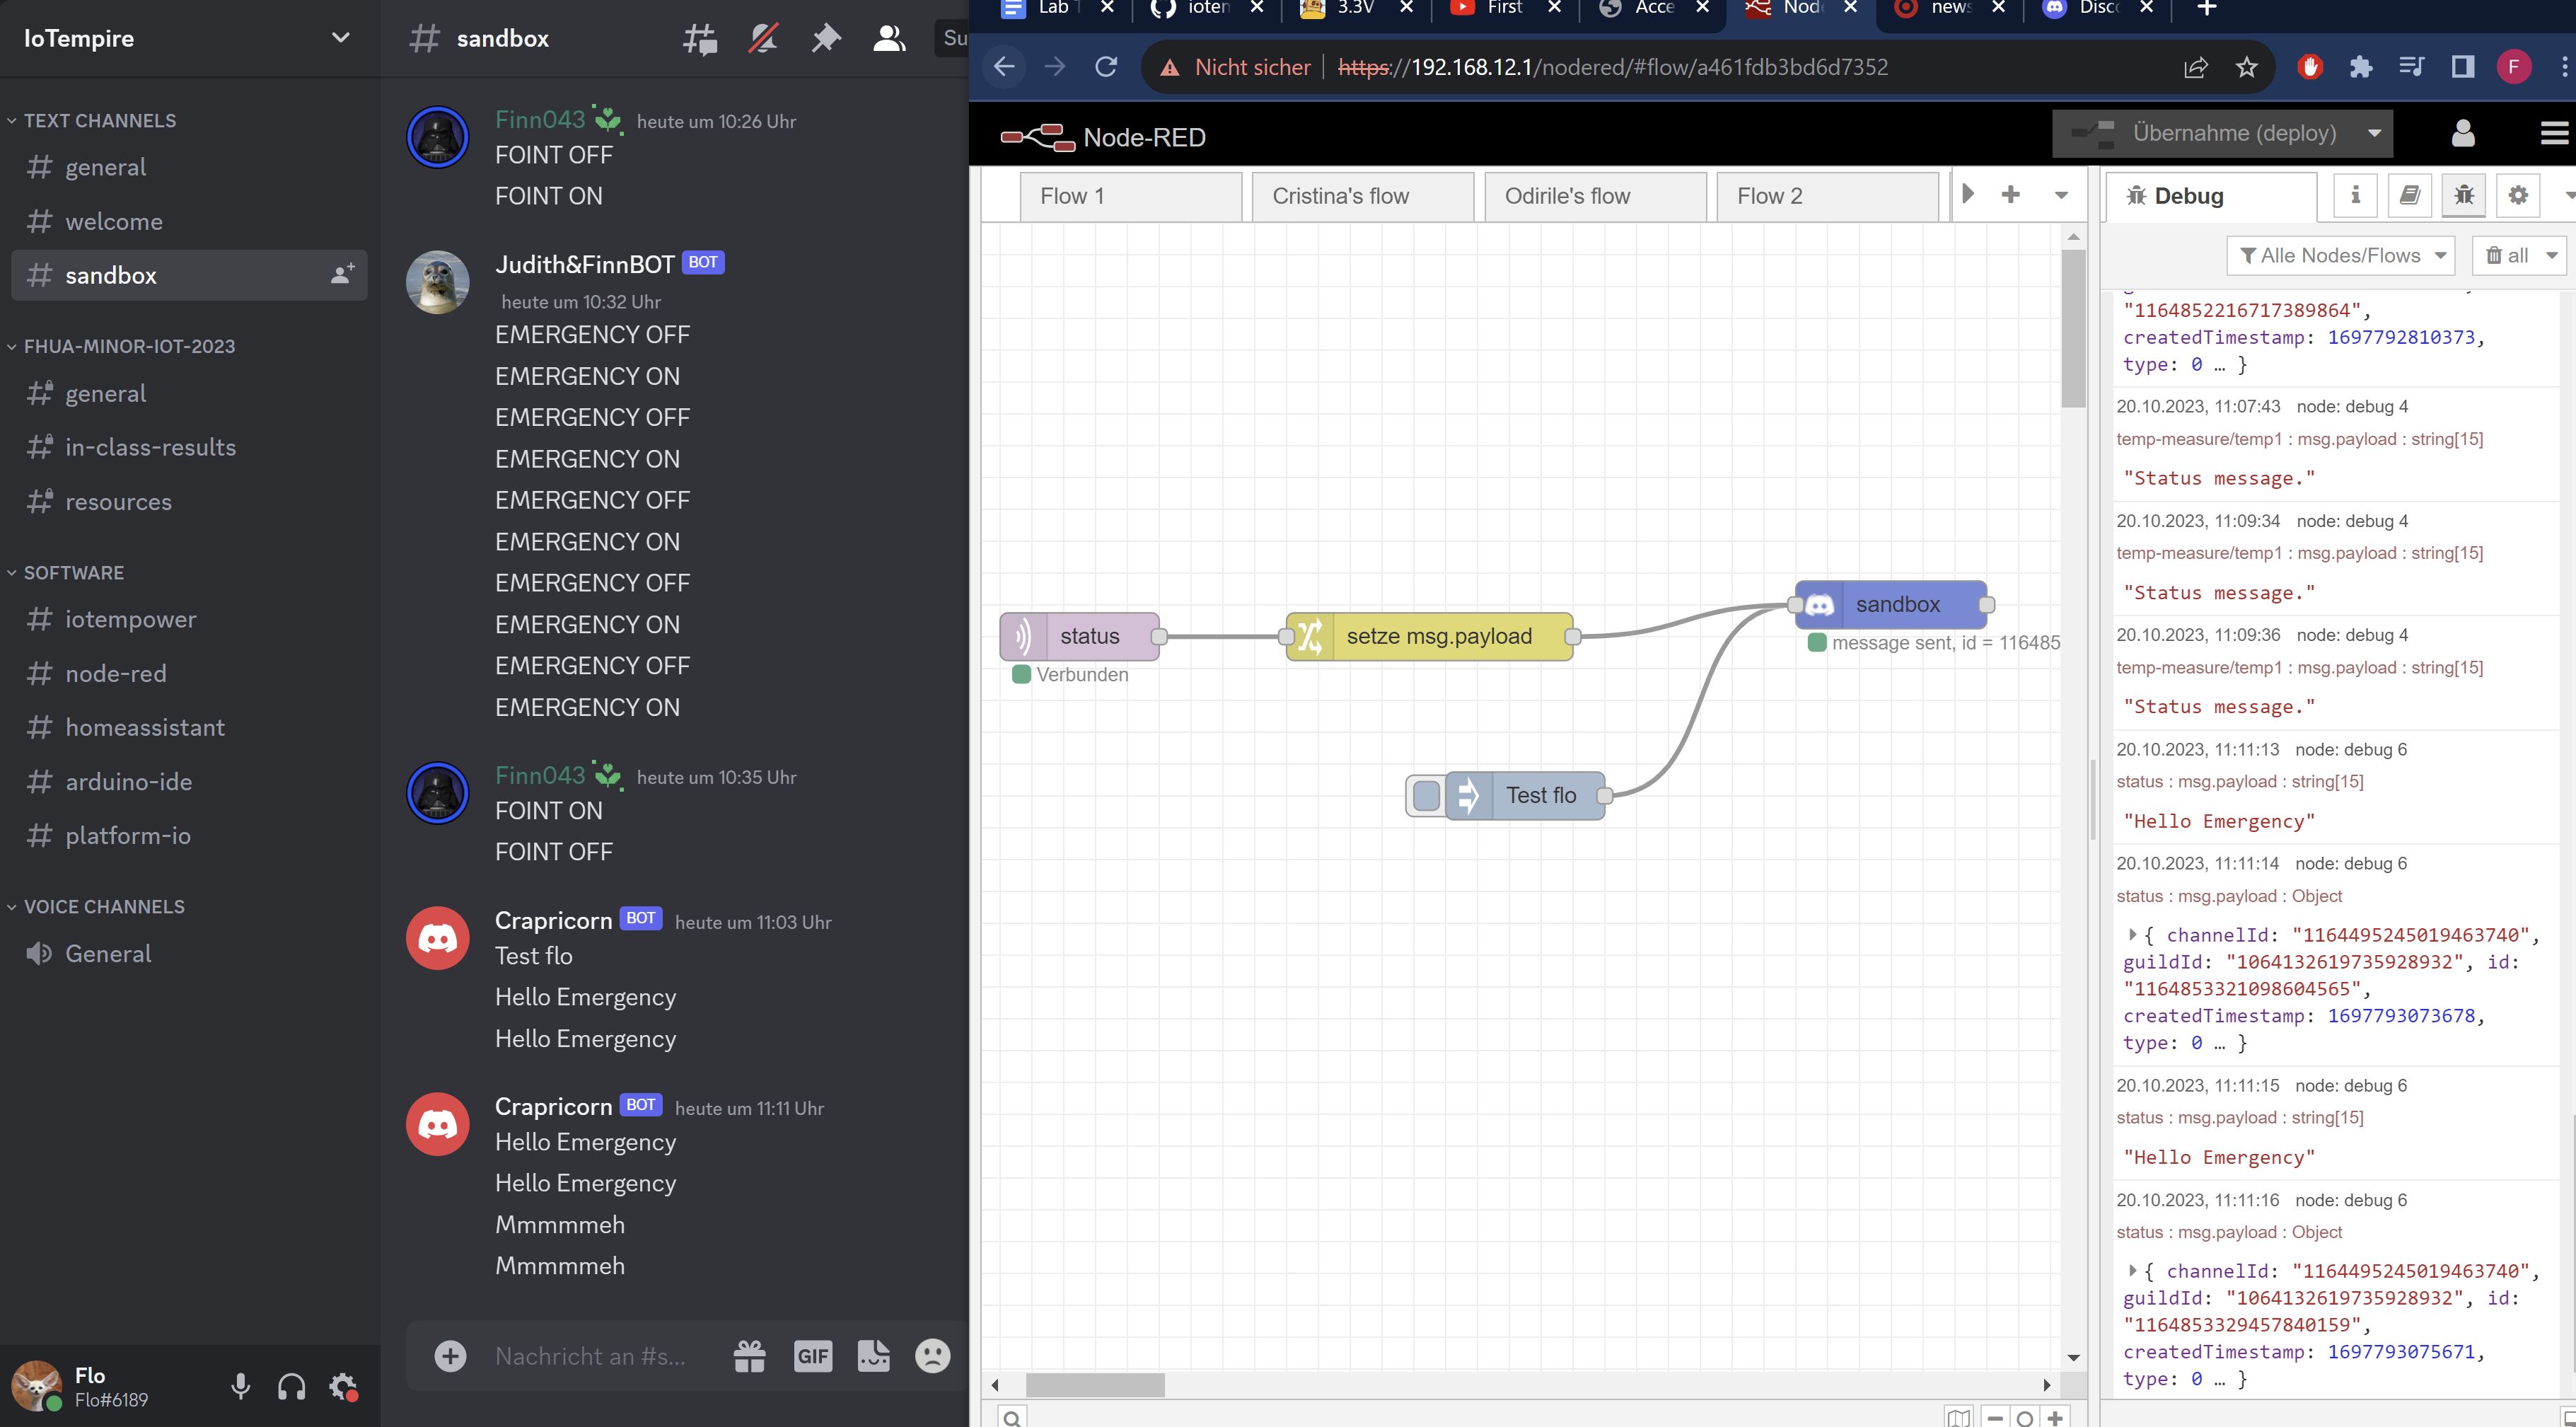 IoTempire
TEXT CHANNELS
general
welcome
sandbox
FHUA-MINOR-IOT-2023
general
in-class-results
resources
SOFTWARE
iotempower
node-red
homeassistant
arduino-ide
platform-io
VOICE CHANNELS
General
Flo
Flo#6189
sandbox
Su
Finn043 heute um 10:26 Uhr
FOINT OFF
FOINT ON
Judith&FinnBOT BOT
heute um 10:32 Uhr
EMERGENCY OFF
EMERGENCY ON
EMERGENCY OFF
EMERGENCY ON
EMERGENCY OFF
EMERGENCY ON
EMERGENCY OFF
EMERGENCY ON
EMERGENCY OFF
EMERGENCY ON
Finn043 heute um 10:35 Uhr
FOINT ON
FOINT OFF
Crapricorn BOT heute um 11:03 Uhr
Test flo
Hello Emergency
Hello Emergency
Crapricorn BOT heute um 11:11 Uhr
Hello Emergency
Hello Emergency
Mmmmmeh
Mmmmmeh
Nachricht an #s...
GIF
Lab
ioten
3.3V
First
Acce
Nod
news
Disc
Nicht sicher https://192.168.12.1/nodered/#flow/a461fdb3bd6d7352
F
Node-RED
Übernahme (deploy)
Flow 1
Cristina's flow
Odirile's flow
Flow 2
status
Verbunden
setze msg.payload
sandbox
message sent, id = 116485
Test flo
Debug
i
Alle Nodes/Flows
all
"1164852216717389864",
createdTimestamp: 1697792810373,
type: 0 … }
20.10.2023, 11:07:43 node: debug 4
temp-measure/temp1 : msg.payload : string[15]
"Status message."
20.10.2023, 11:09:34 node: debug 4
temp-measure/temp1 : msg.payload : string[15]
"Status message."
20.10.2023, 11:09:36 node: debug 4
temp-measure/temp1 : msg.payload : string[15]
"Status message."
20.10.2023, 11:11:13 node: debug 6
status : msg.payload : string[15]
"Hello Emergency"
20.10.2023, 11:11:14 node: debug 6
status : msg.payload : Object
{ channelId: "1164495245019463740",
guildId: "1064132619735928932", id:
"1164853321098604565",
createdTimestamp: 1697793073678,
type: 0 … }
20.10.2023, 11:11:15 node: debug 6
status : msg.payload : string[15]
"Hello Emergency"
20.10.2023, 11:11:16 node: debug 6
status : msg.payload : Object
{ channelId: "1164495245019463740",
guildId: "1064132619735928932", id:
"1164853329457840159",
createdTimestamp: 1697793075671,
type: 0 … }